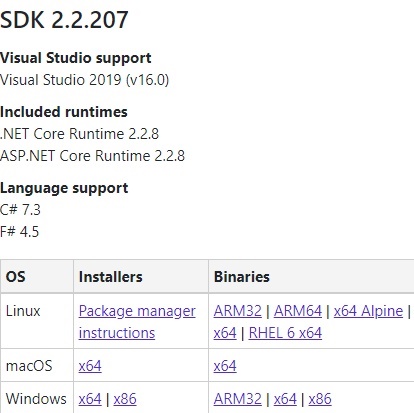 SDK 2.2.207
Visual Studio support
Visual Studio 2019 (v16.0)
Included runtimes
.NET Core Runtime 2.2.8
ASP.NET Core Runtime 2.2.8
Language support
C# 7.3
F# 4.5
OS Installers Binaries
Linux Package manager instructions ARM32 | ARM64 | x64 Alpine | x64 | RHEL 6 x64
macOS x64 x64
Windows x64 | x86 ARM32 | x64 | x86